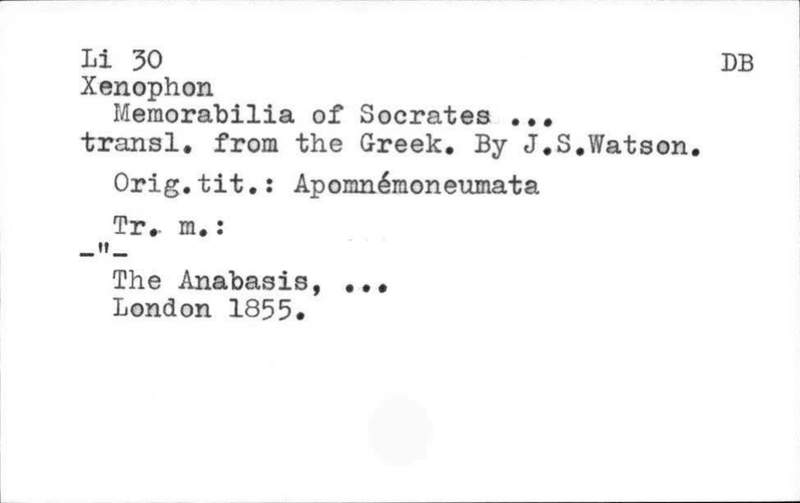 Li 30 DB
Xenophon
Memorabilia of Socrates ...
transl. from the Greek. By J.S.Watson.
Orig.tit.: Apomnémoneumata
Tr. m.:
_"_
The Anabasis, ...
London 1855.